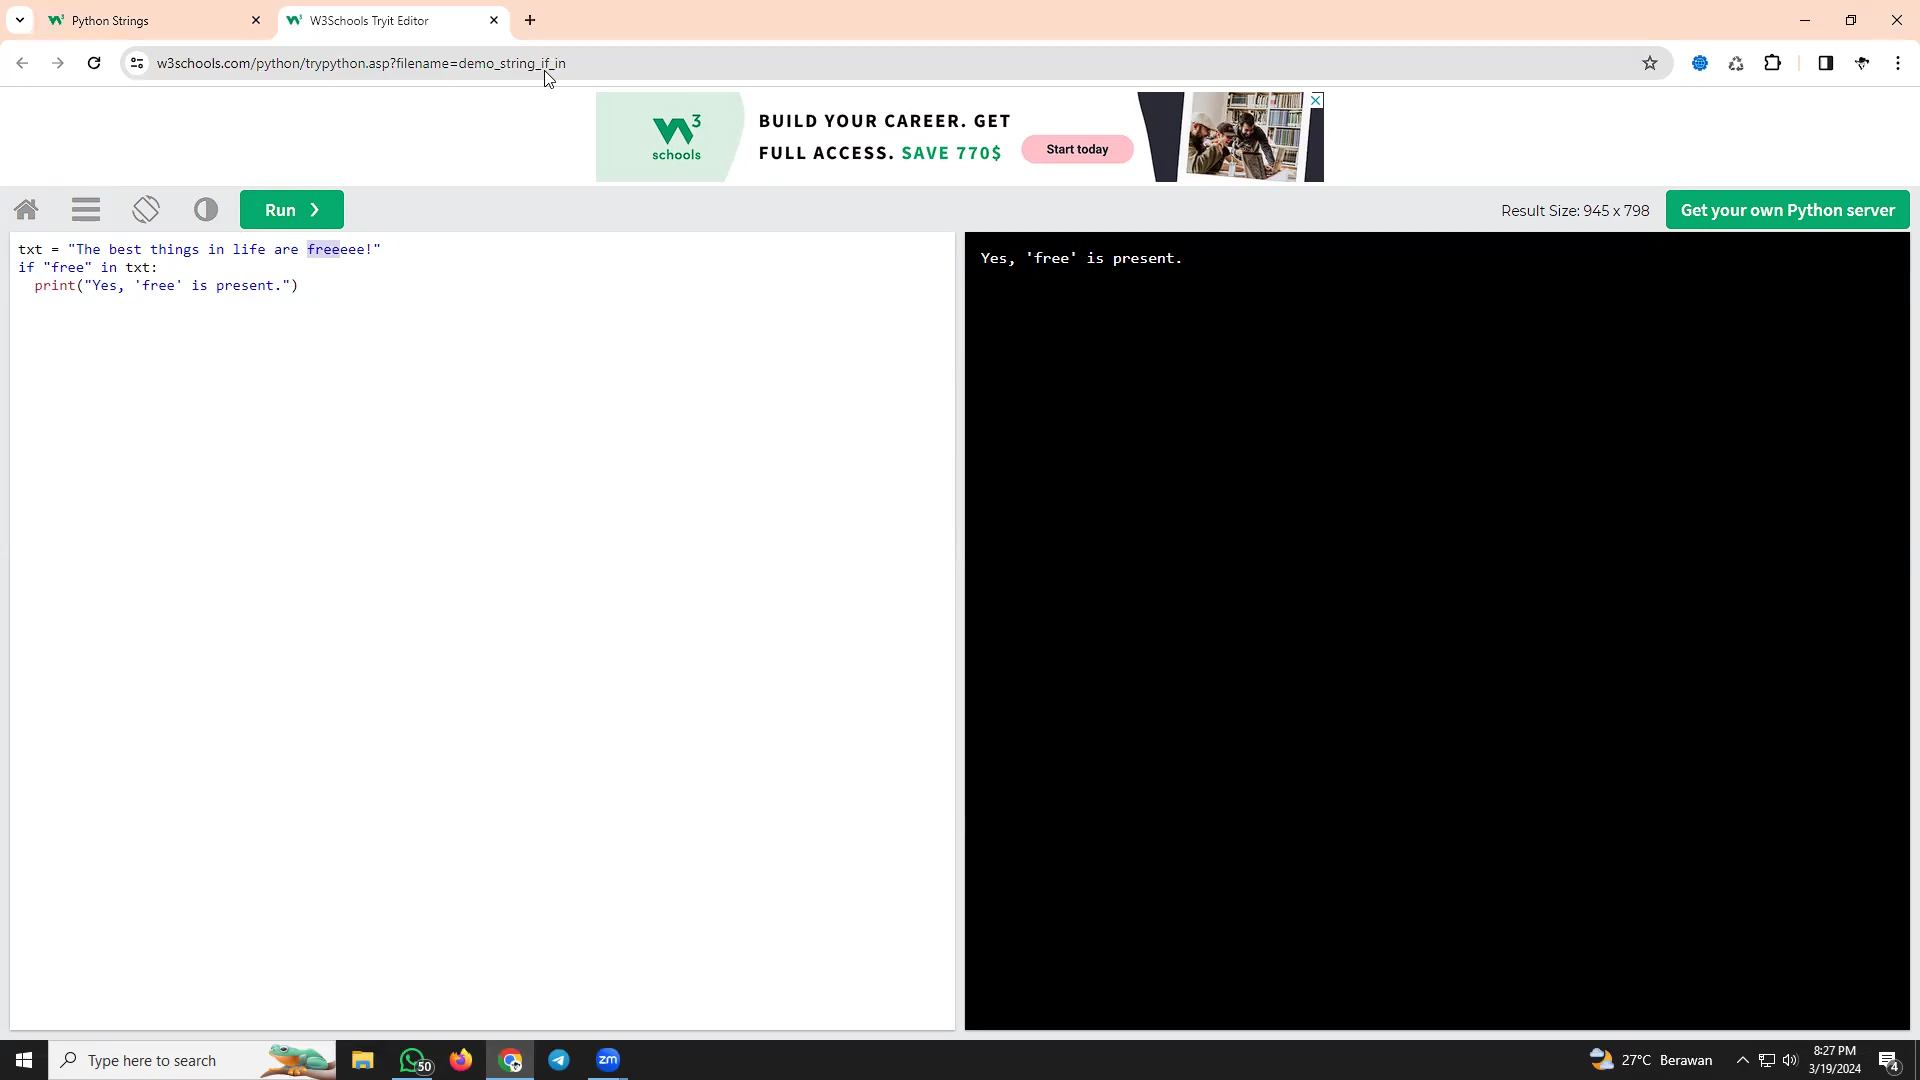 Python Strings
W3Schools Tryit Editor
w3schools.com/python/trypython.asp?filename=demo_string_if_in
W3 schools
BUILD YOUR CAREER. GET
FULL ACCESS. SAVE 770$
Start today
Run ❯
Result Size: 945 x 798
Get your own Python server
txt = "The best things in life are freeeee!"
if "free" in txt:
  print("Yes, 'free' is present.")
Yes, 'free' is present.
Type here to search
50
zm
27°C Berawan
8:27 PM
3/19/2024
4